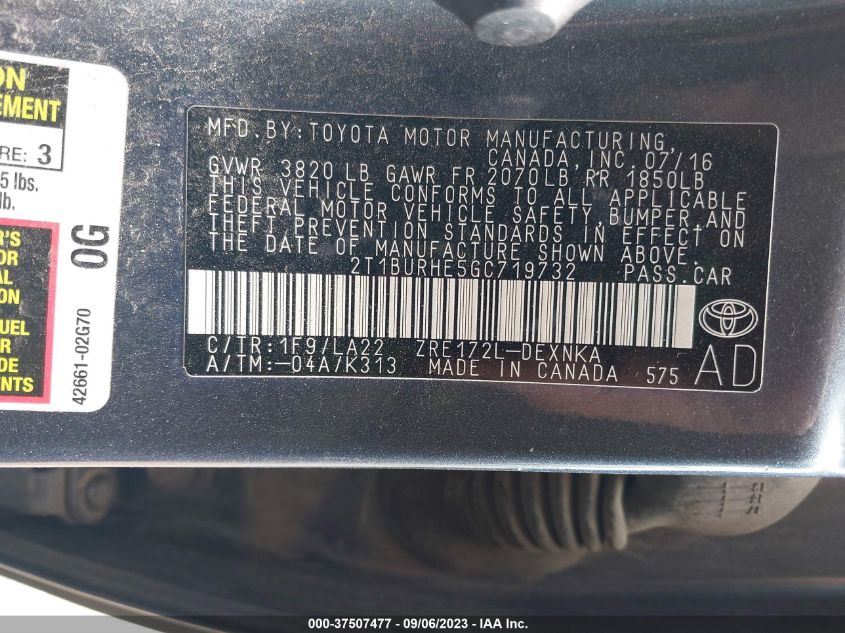 ON
EMENT
RE: 3
5 lbs.
lb.
R'S
OR
AL
ION
UEL
R
DE
ENTS
0G
42661-02G70
MFD. BY: TOYOTA MOTOR MANUFACTURING,
CANADA, INC. 07/16
GVWR 3820 LB GAWR FR 2070LB RR 1850LB
THIS VEHICLE CONFORMS TO ALL APPLICABLE
FEDERAL MOTOR VEHICLE SAFETY, BUMPER, AND
THEFT PREVENTION STANDARDS IN EFFECT ON
THE DATE OF MANUFACTURE SHOWN ABOVE.
2T1BURHE5GC719732 PASS. CAR
C/TR: 1F9/LA22 ZRE172L-DEXNKA
A/TM: -04A/K313 MADE IN CANADA 575
AD
000-37507477 - 09/06/2023 - Copyright IAA, LLC.